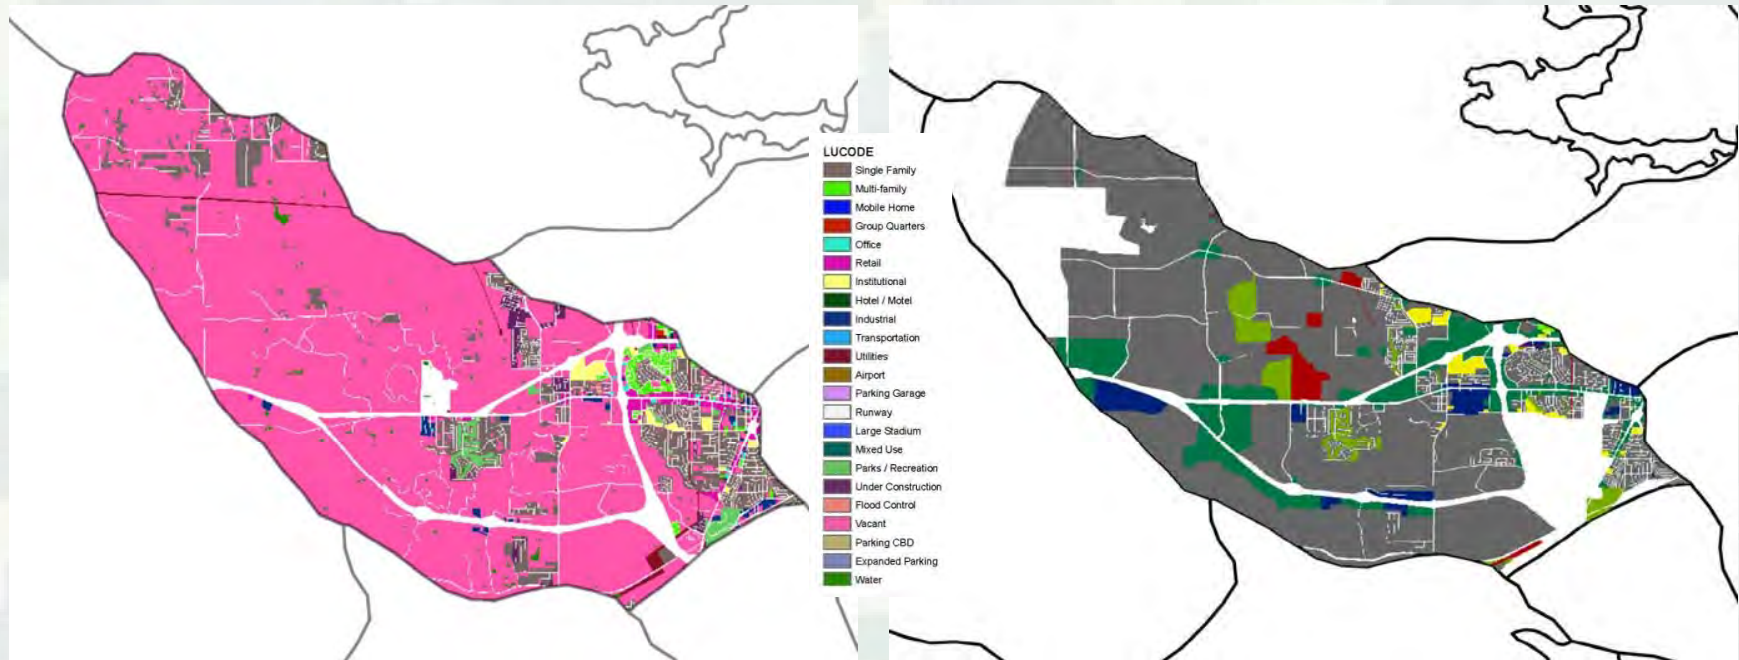 LUCODE
Single Family
Multi-family
Mobile Home
Group Quarters
Office
Retail
Institutional
Hotel / Motel
Industrial
Transportation
Utilities
Airport
Parking Garage
Runway
Large Stadium
Mixed Use
Parks / Recreation
Under Construction
Flood Control
Vacant
Parking CBD
Expanded Parking
Water